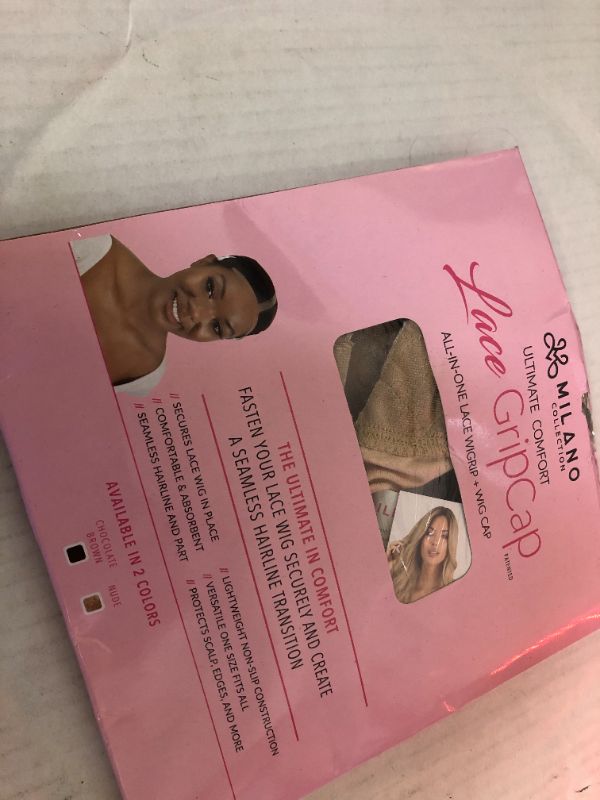 MILANO
COLLECTION
ULTIMATE COMFORT
Lace GripCap
PATENTED
ALL-IN-ONE LACE WIGRIP + WIG CAP
THE ULTIMATE IN COMFORT
FASTEN YOUR LACE WIG SECURELY AND CREATE
A SEAMLESS HAIRLINE TRANSITION
// SECURES LACE WIG IN PLACE
// COMFORTABLE & ABSORBENT
// SEAMLESS HAIRLINE AND PART
// LIGHTWEIGHT NON-SLIP CONSTRUCTION
// VERSATILE ONE SIZE FITS ALL
// PROTECTS SCALP, EDGES, AND MORE
AVAILABLE IN 2 COLORS
CHOCOLATE
BROWN
NUDE